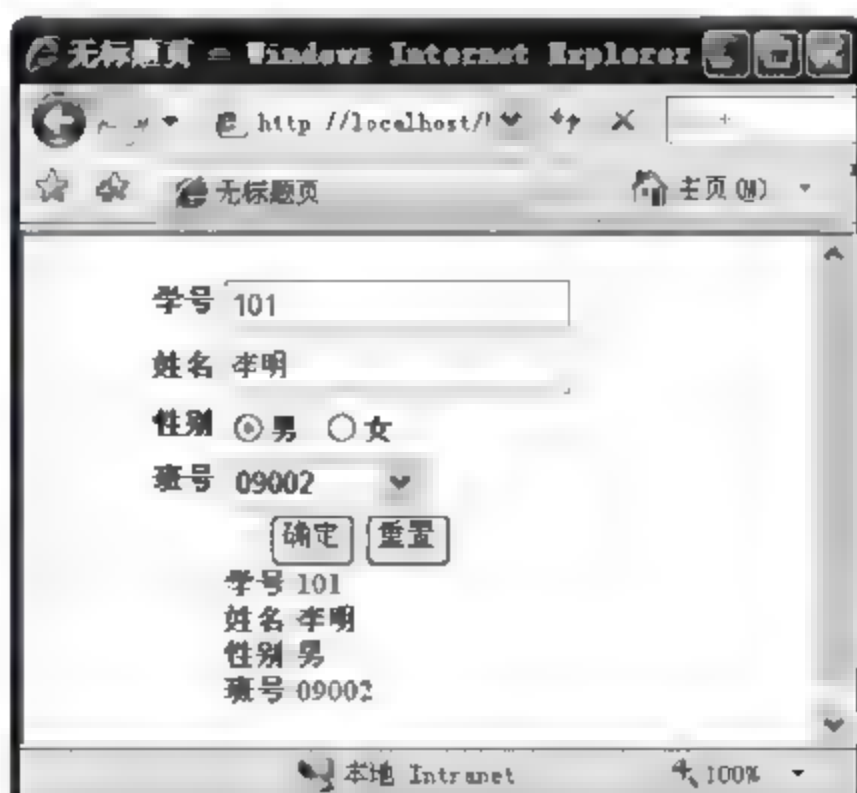 无标题页 - Windows Internet Explorer
http://localhost/
无标题页 主页(M)
学号 101
姓名 李明
性别 男 女
班号 09002
确定 重置
学号 101
姓名 李明
性别 男
班号 09002
本地 Intranet 100%